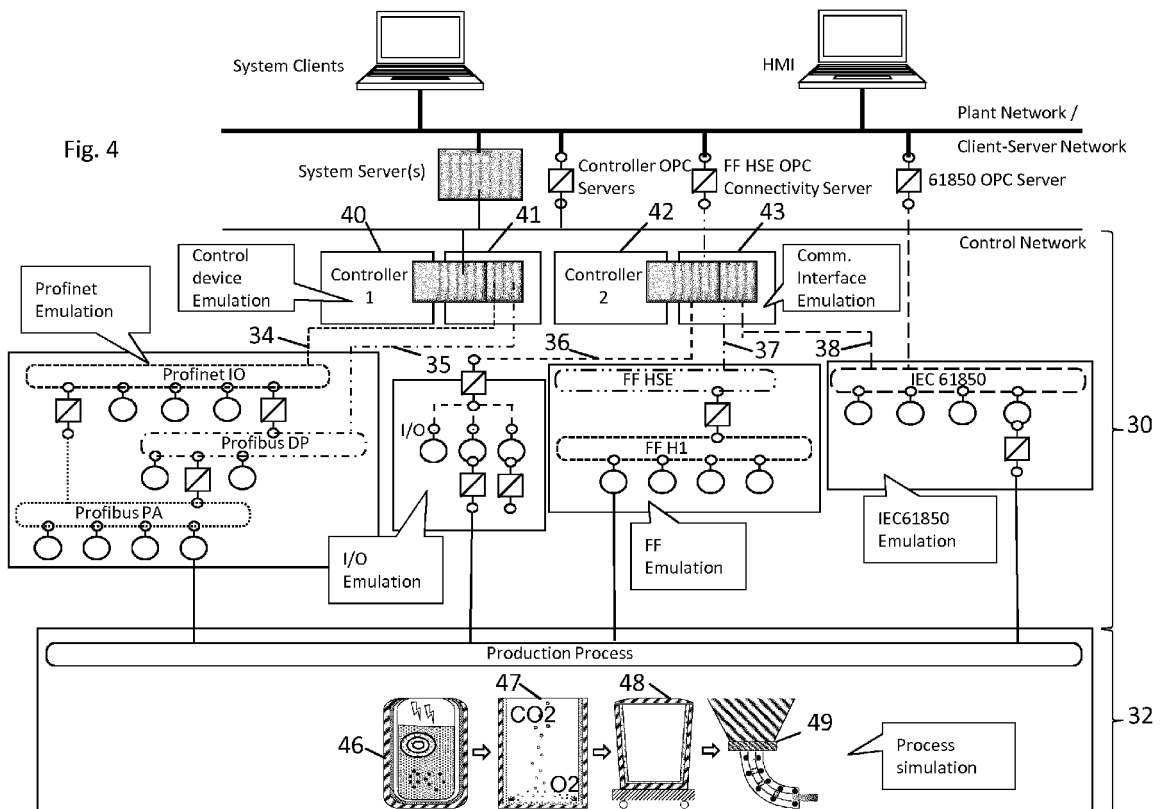 System Clients
HMI
Plant Network /
Client-Server Network
Fig. 4
System Server(s)
Controller OPC
Servers
FF HSE OPC
Connectivity Server
61850 OPC Server
40
41
42
43
Control Network
Control
device
Emulation
Controller
1
Controller
2
Comm.
Interface
Emulation
Profinet
Emulation
34
35
36
37
38
Profinet IO
Profibus DP
Profibus PA
I/O
FF HSE
FF H1
IEC 61850
30
I/O
Emulation
FF
Emulation
IEC61850
Emulation
Production Process
46
47
CO2
O2
48
49
Process
simulation
32